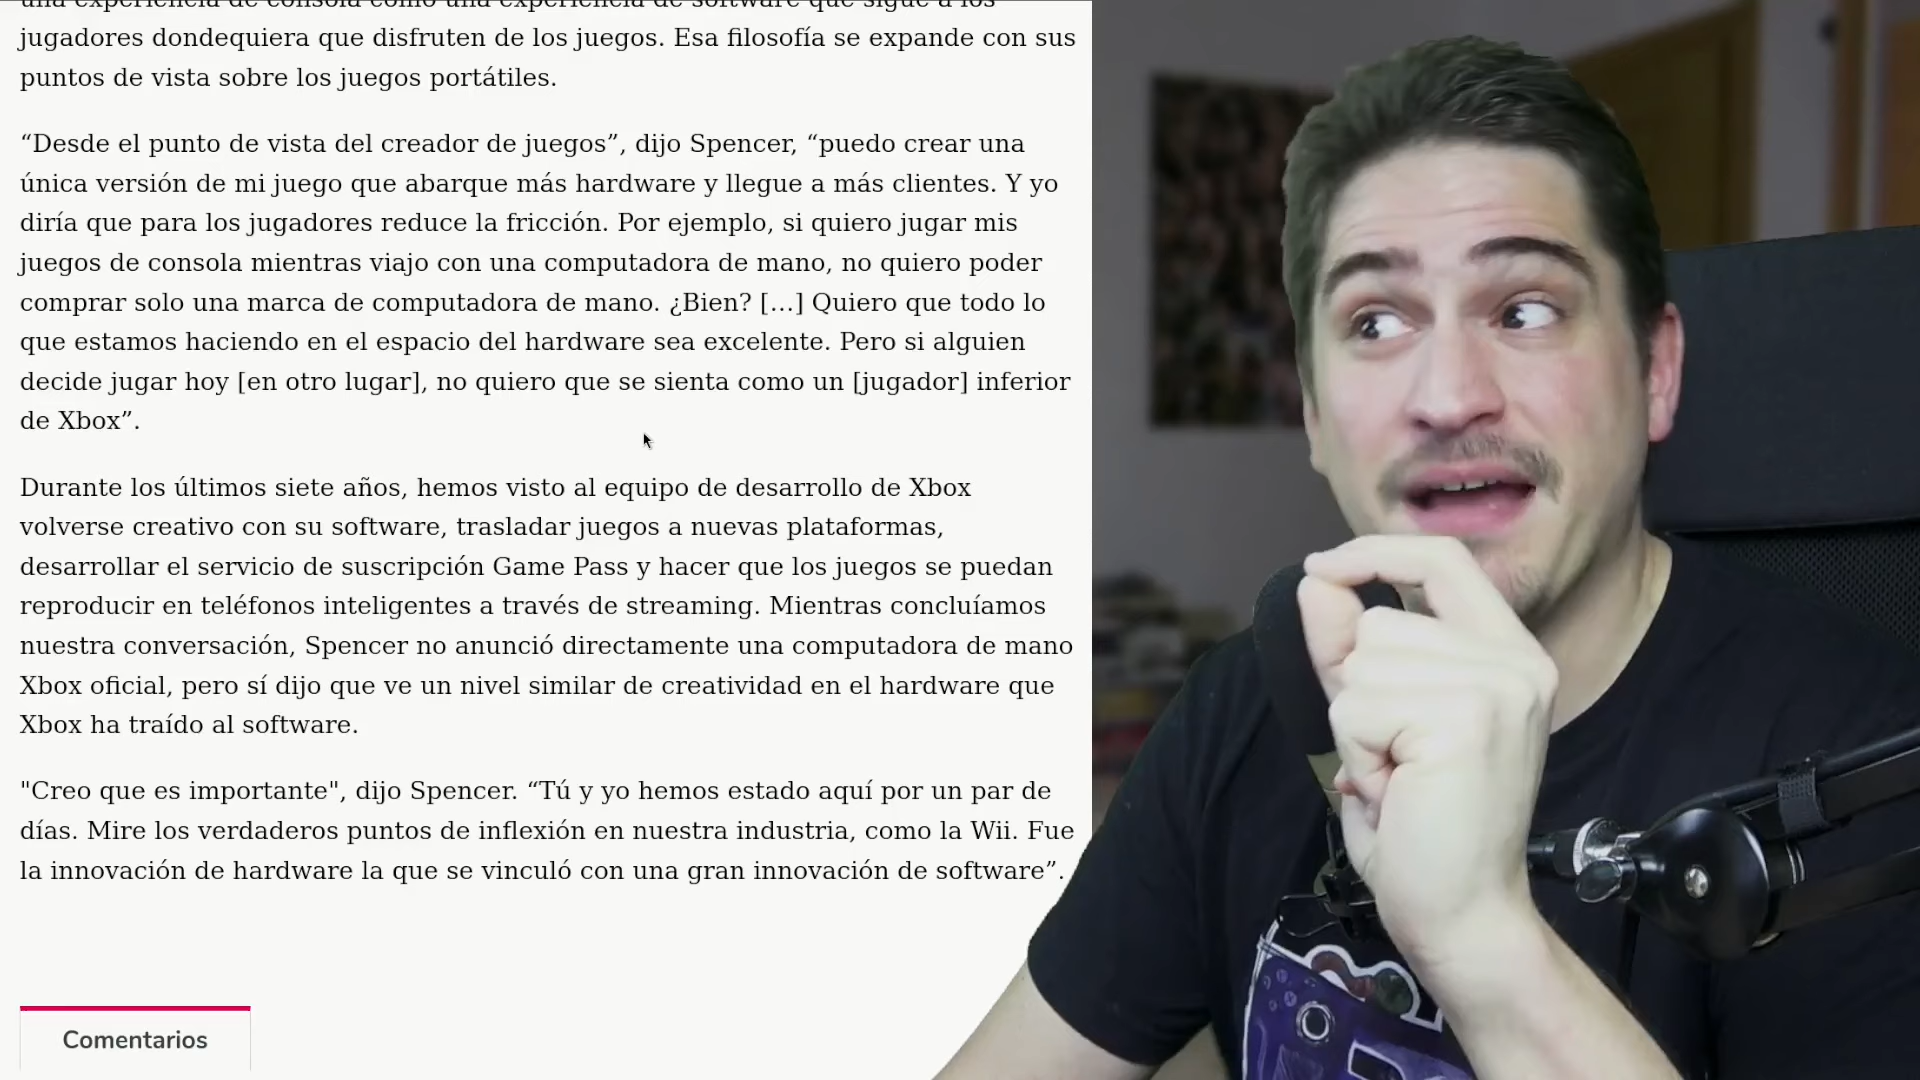 una experiencia de consola como una experiencia de software que sigue a los
jugadores dondequiera que disfruten de los juegos. Esa filosofía se expande con sus
puntos de vista sobre los juegos portátiles.
“Desde el punto de vista del creador de juegos”, dijo Spencer, “puedo crear una
única versión de mi juego que abarque más hardware y llegue a más clientes. Y yo
diría que para los jugadores reduce la fricción. Por ejemplo, si quiero jugar mis
juegos de consola mientras viajo con una computadora de mano, no quiero poder
comprar solo una marca de computadora de mano. ¿Bien? [...] Quiero que todo lo
que estamos haciendo en el espacio del hardware sea excelente. Pero si alguien
decide jugar hoy [en otro lugar], no quiero que se sienta como un [jugador] inferior
de Xbox”.
Durante los últimos siete años, hemos visto al equipo de desarrollo de Xbox
volverse creativo con su software, trasladar juegos a nuevas plataformas,
desarrollar el servicio de suscripción Game Pass y hacer que los juegos se puedan
reproducir en teléfonos inteligentes a través de streaming. Mientras concluíamos
nuestra conversación, Spencer no anunció directamente una computadora de mano
Xbox oficial, pero sí dijo que ve un nivel similar de creatividad en el hardware que
Xbox ha traído al software.
"Creo que es importante", dijo Spencer. “Tú y yo hemos estado aquí por un par de
días. Mire los verdaderos puntos de inflexión en nuestra industria, como la Wii. Fue
la innovación de hardware la que se vinculó con una gran innovación de software”.
Comentarios